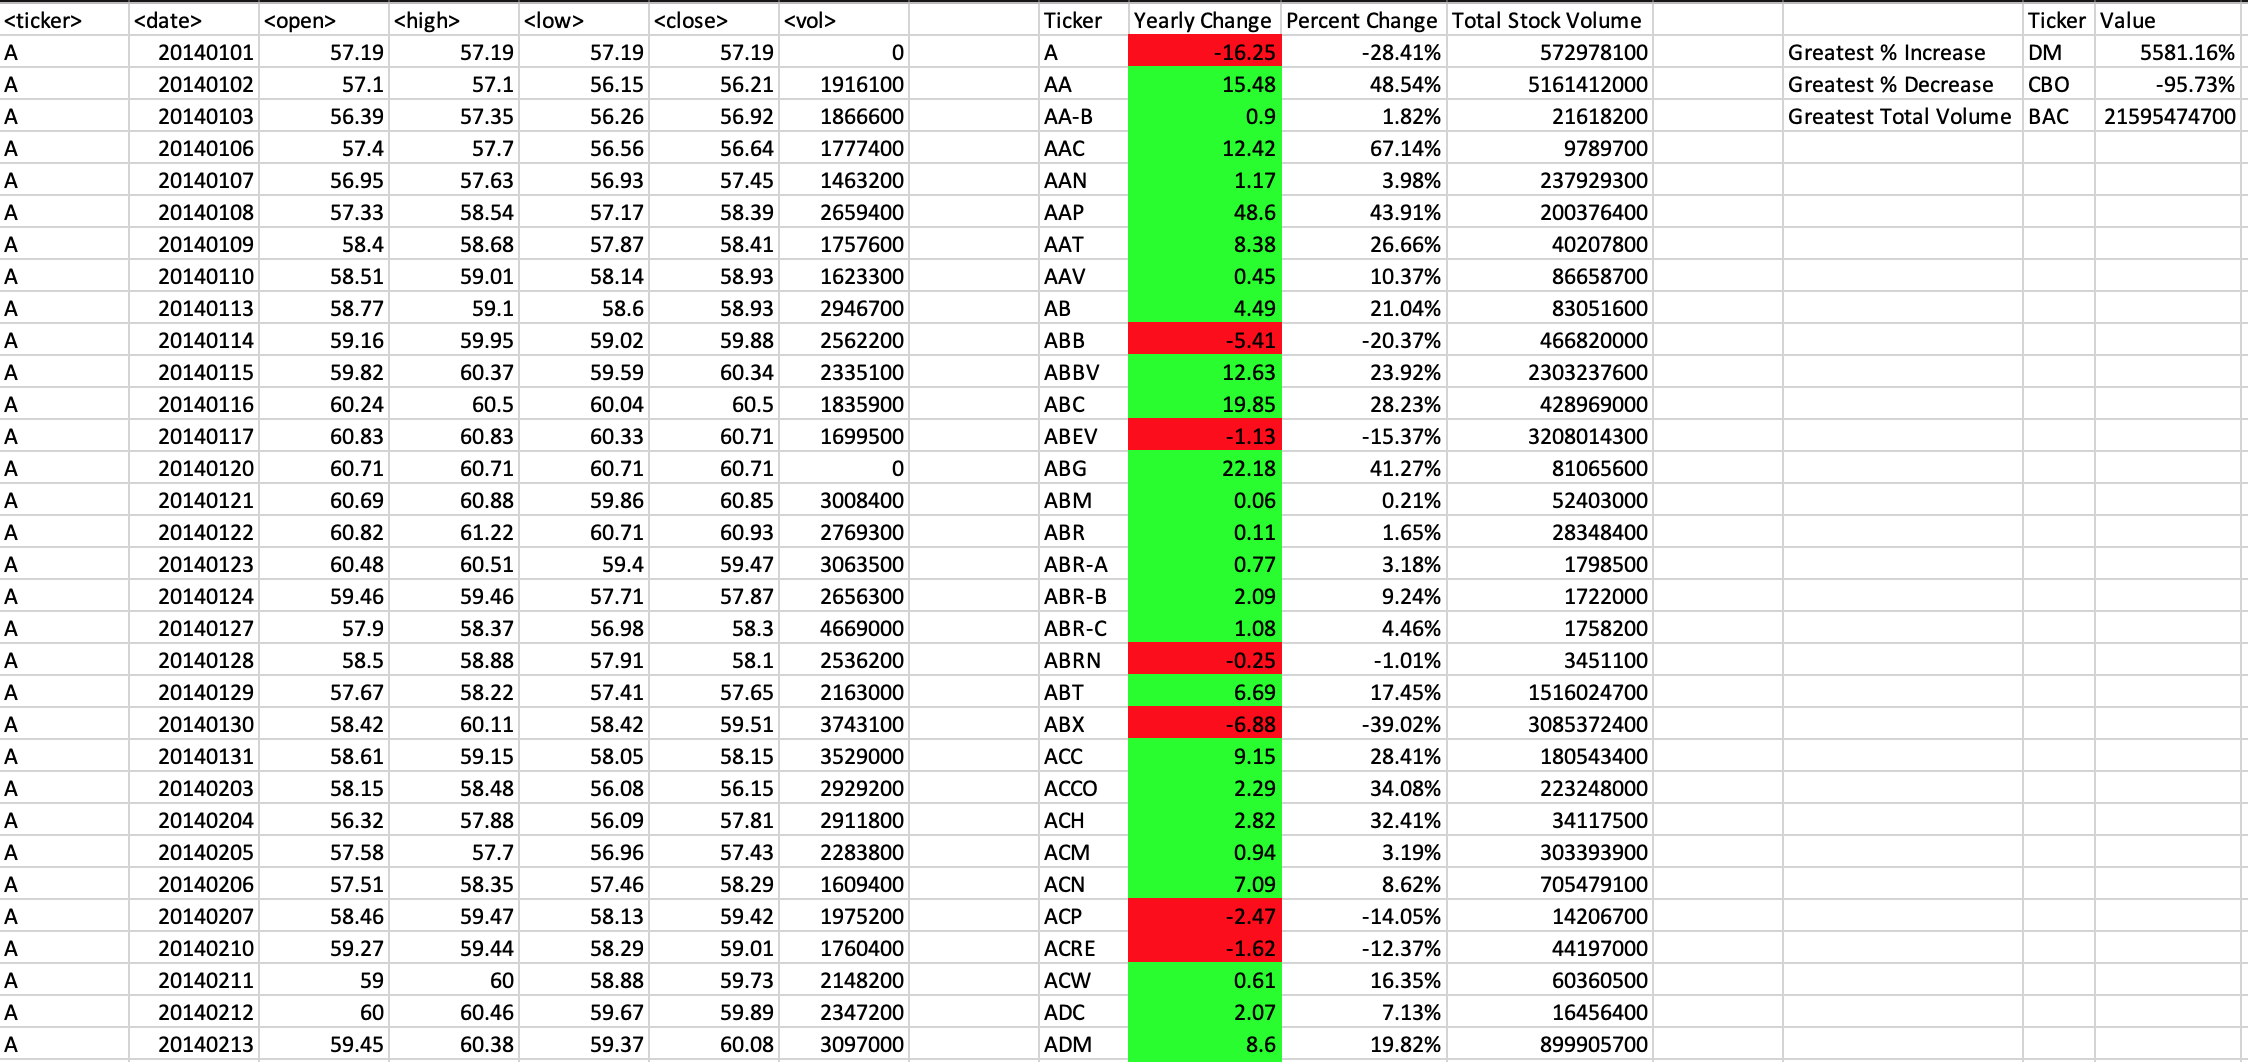 <ticker> <date> <open> <high> <low> <close> <vol> Ticker Yearly Change Percent Change Total Stock Volume Ticker Value
A 20140101 57.19 57.19 57.19 57.19 0 A -16.25 -28.41% 572978100 Greatest % Increase DM 5581.16%
A 20140102 57.1 57.1 56.15 56.21 1916100 AA 15.48 48.54% 5161412000 Greatest % Decrease CBO -95.73%
A 20140103 56.39 57.35 56.26 56.92 1866600 AA-B 0.9 1.82% 21618200 Greatest Total Volume BAC 21595474700
A 20140106 57.4 57.7 56.56 56.64 1777400 AAC 12.42 67.14% 9789700
A 20140107 56.95 57.63 56.93 57.45 1463200 AAN 1.17 3.98% 237929300
A 20140108 57.33 58.54 57.17 58.39 2659400 AAP 48.6 43.91% 200376400
A 20140109 58.4 58.68 57.87 58.41 1757600 AAT 8.38 26.66% 40207800
A 20140110 58.51 59.01 58.14 58.93 1623300 AAV 0.45 10.37% 86658700
A 20140113 58.77 59.1 58.6 58.93 2946700 AB 4.49 21.04% 83051600
A 20140114 59.16 59.95 59.02 59.88 2562200 ABB -5.41 -20.37% 466820000
A 20140115 59.82 60.37 59.59 60.34 2335100 ABBV 12.63 23.92% 2303237600
A 20140116 60.24 60.5 60.04 60.5 1835900 ABC 19.85 28.23% 428969000
A 20140117 60.83 60.83 60.33 60.71 1699500 ABEV -1.13 -15.37% 3208014300
A 20140120 60.71 60.71 60.71 60.71 0 ABG 22.18 41.27% 81065600
A 20140121 60.69 60.88 59.86 60.85 3008400 ABM 0.06 0.21% 52403000
A 20140122 60.82 61.22 60.71 60.93 2769300 ABR 0.11 1.65% 28348400
A 20140123 60.48 60.51 59.4 59.47 3063500 ABR-A 0.77 3.18% 1798500
A 20140124 59.46 59.46 57.71 57.87 2656300 ABR-B 2.09 9.24% 1722000
A 20140127 57.9 58.37 56.98 58.3 4669000 ABR-C 1.08 4.46% 1758200
A 20140128 58.5 58.88 57.91 58.1 2536200 ABRN -0.25 -1.01% 3451100
A 20140129 57.67 58.22 57.41 57.65 2163000 ABT 6.69 17.45% 1516024700
A 20140130 58.42 60.11 58.42 59.51 3743100 ABX -6.88 -39.02% 3085372400
A 20140131 58.61 59.15 58.05 58.15 3529000 ACC 9.15 28.41% 180543400
A 20140203 58.15 58.48 56.08 56.15 2929200 ACCO 2.29 34.08% 223248000
A 20140204 56.32 57.88 56.09 57.81 2911800 ACH 2.82 32.41% 34117500
A 20140205 57.58 57.7 56.96 57.43 2283800 ACM 0.94 3.19% 303393900
A 20140206 57.51 58.35 57.46 58.29 1609400 ACN 7.09 8.62% 705479100
A 20140207 58.46 59.47 58.13 59.42 1975200 ACP -2.47 -14.05% 14206700
A 20140210 59.27 59.44 58.29 59.01 1760400 ACRE -1.62 -12.37% 44197000
A 20140211 59 60 58.88 59.73 2148200 ACW 0.61 16.35% 60360500
A 20140212 60 60.46 59.67 59.89 2347200 ADC 2.07 7.13% 16456400
A 20140213 59.45 60.38 59.37 60.08 3097000 ADM 8.6 19.82% 899905700